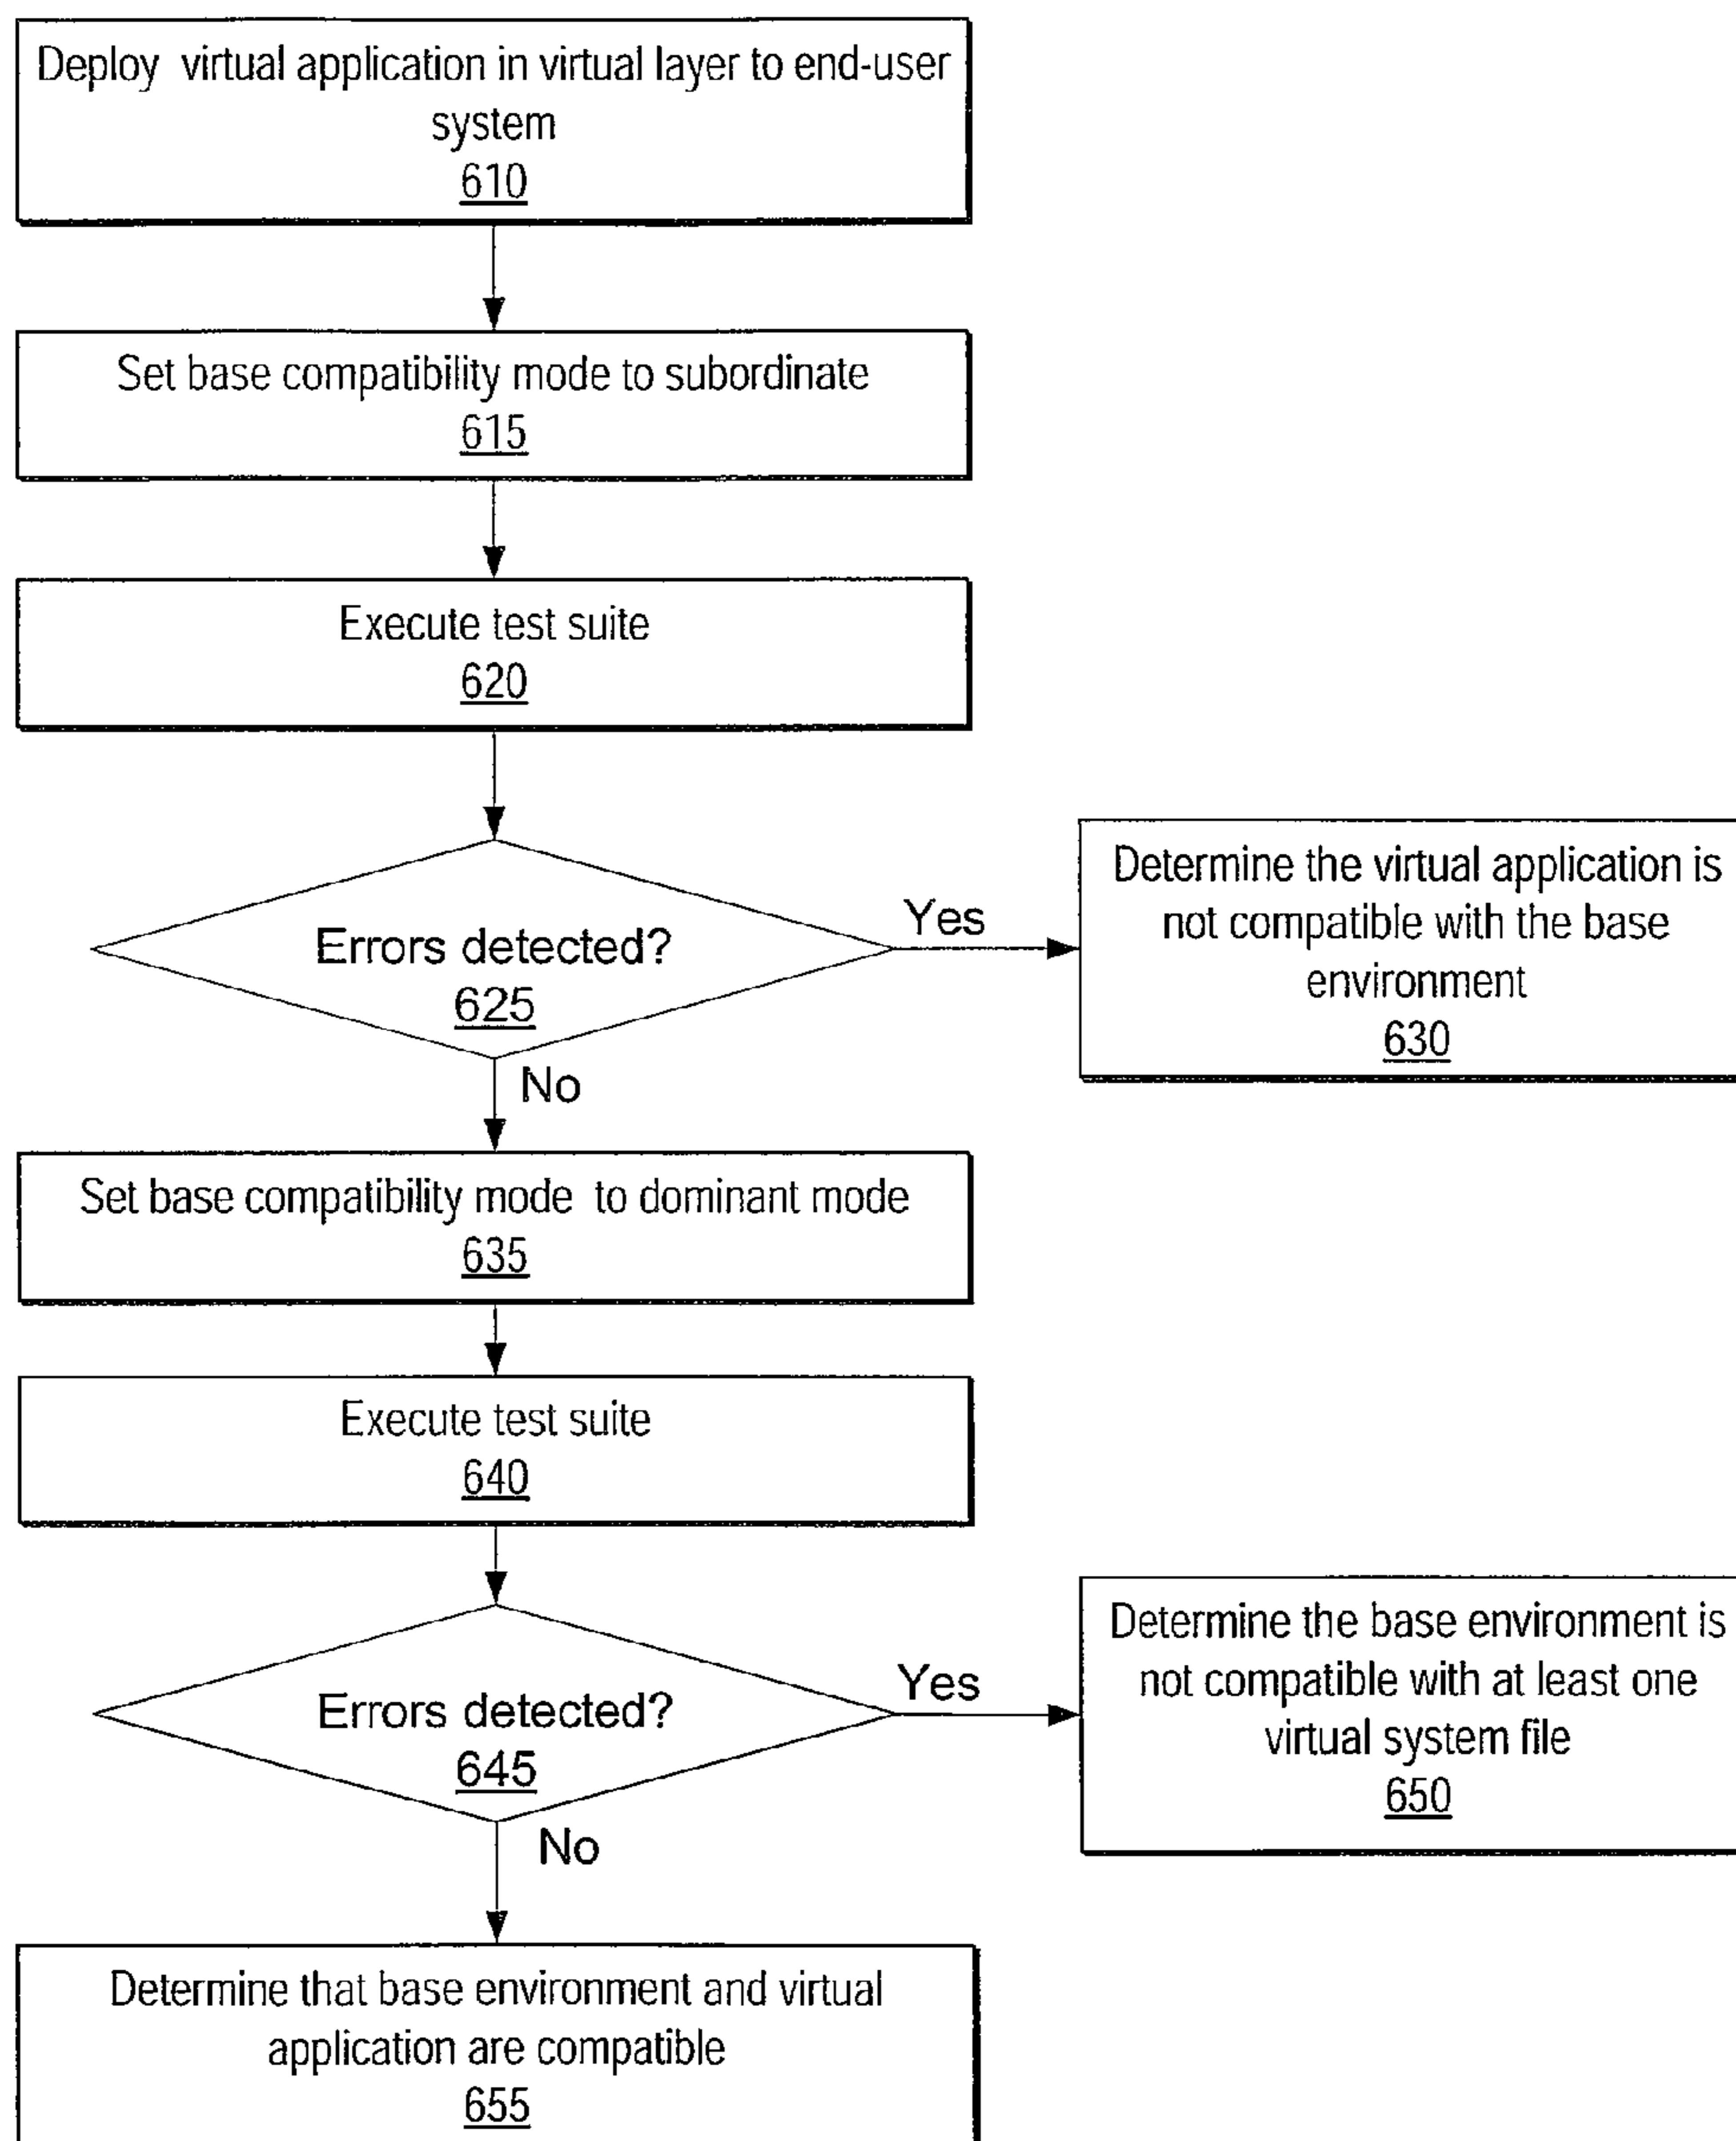 Deploy virtual application in virtual layer to end-user
system
610
Set base compatibility mode to subordinate
615
Execute test suite
620
Errors detected?
625
Yes
Determine the virtual application is
not compatible with the base
environment
630
No
Set base compatibility mode to dominant mode
635
Execute test suite
640
Errors detected?
645
Yes
Determine the base environment is
not compatible with at least one
virtual system file
650
No
Determine that base environment and virtual
application are compatible
655